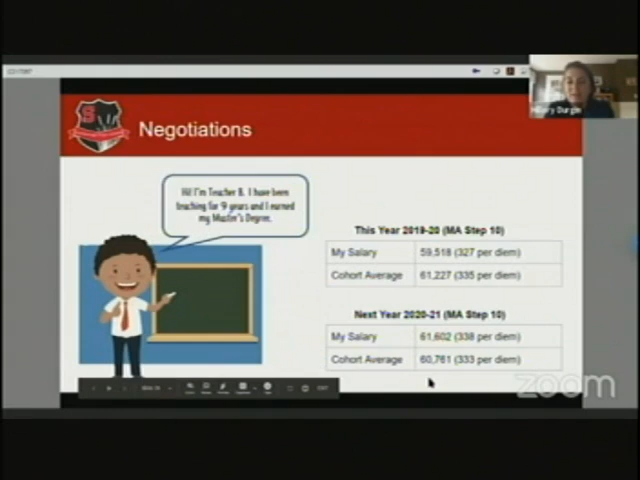 Hillary Durgin
S
Negotiations
Hi! I'm Teacher B. I have been
teaching for 9 years and I earned
my Master's Degree.
This Year 2019-20 (MA Step 10)
My Salary 59,518 (327 per diem)
Cohort Average 61,227 (335 per diem)
Next Year 2020-21 (MA Step 10)
My Salary 61,602 (338 per diem)
Cohort Average 60,761 (333 per diem)
zoom